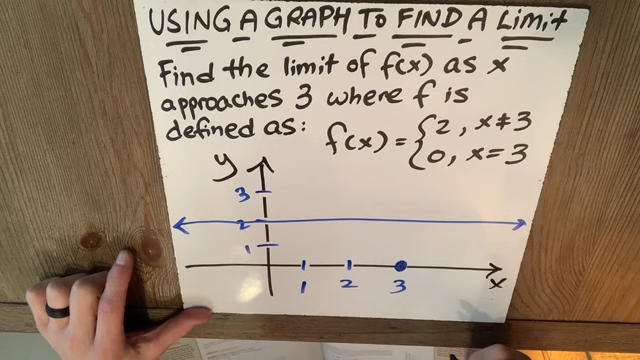 USING A GRAPH TO FIND A LIMIT
Find the limit of f(x) as x
approaches 3 where f is
defined as: f(x) = { 2, x ≠ 3
0, x = 3
y
3
2
1
1 2 3 x